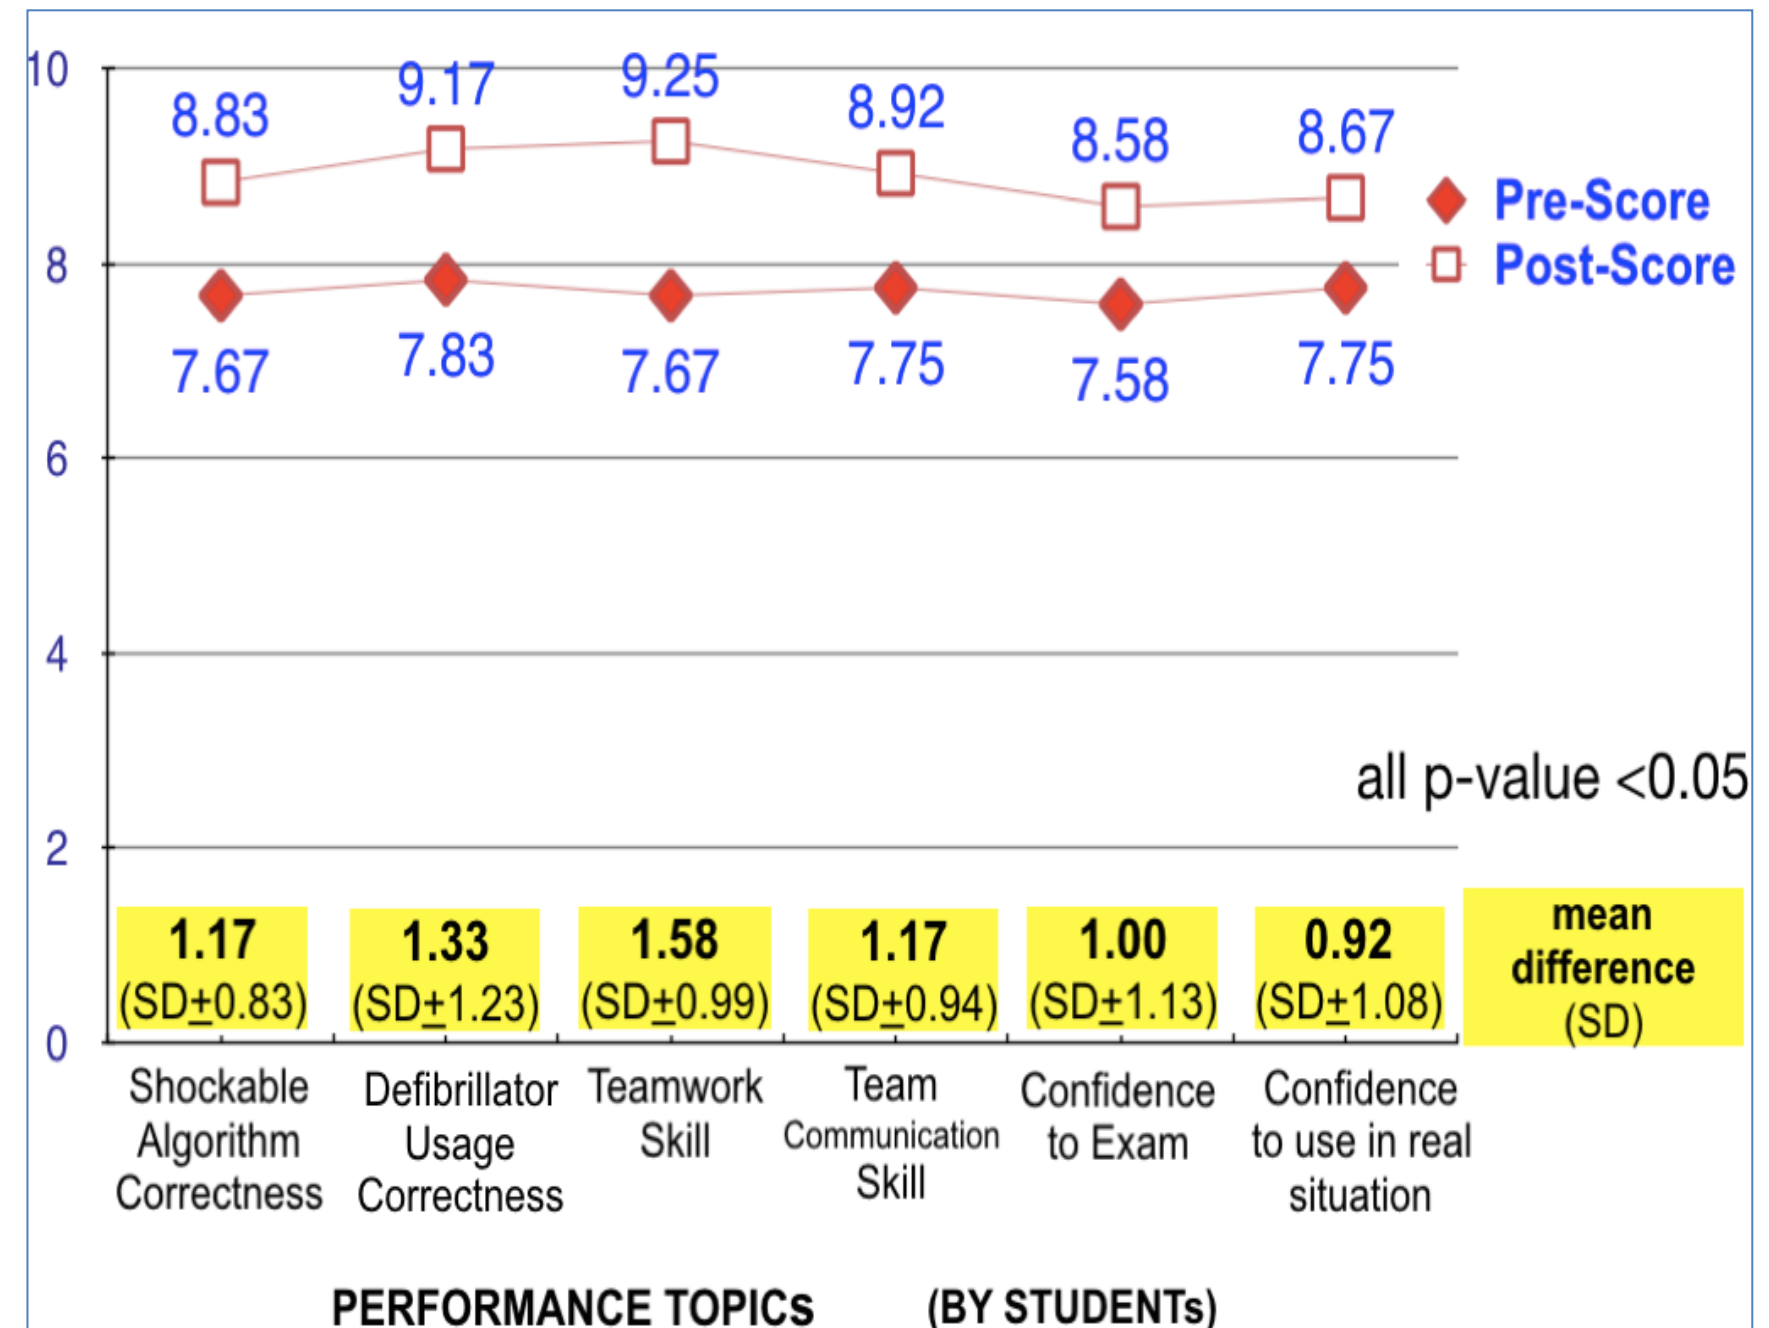 10
8
6
4
2
0
8.83
9.17
9.25
8.92
8.58
8.67
7.67
7.83
7.67
7.75
7.58
7.75
Pre-Score
Post-Score
all p-value <0.05
1.17
(SD±0.83)
1.33
(SD±1.23)
1.58
(SD±0.99)
1.17
(SD±0.94)
1.00
(SD±1.13)
0.92
(SD±1.08)
mean
difference
(SD)
Shockable
Algorithm
Correctness
Defibrillator
Usage
Correctness
Teamwork
Skill
Team
Communication
Skill
Confidence
to Exam
Confidence
to use in real
situation
PERFORMANCE TOPICs (BY STUDENTs)